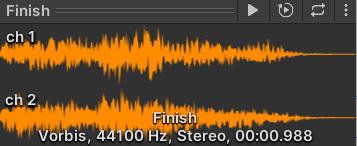 Finish
ch 1
ch 2
Finish
Vorbis, 44100 Hz, Stereo, 00:00.988